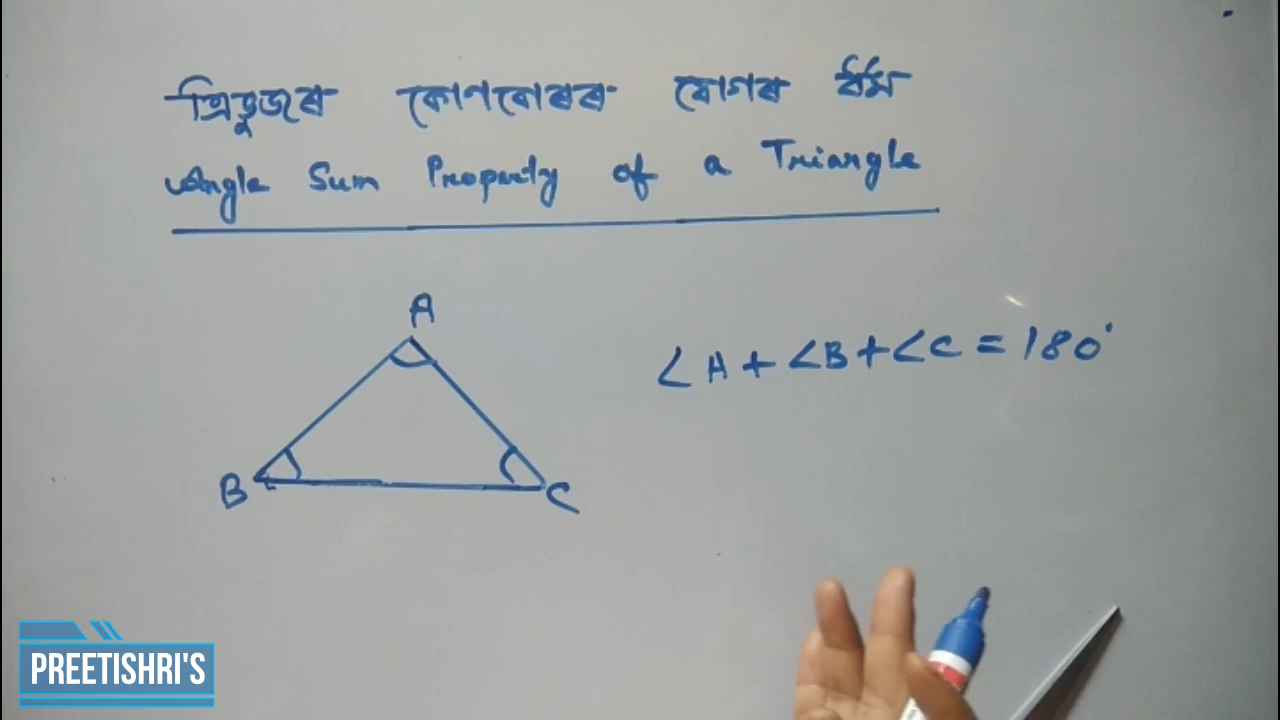 ত্ৰিভুজৰ কোণবোৰৰ যোগৰ ধৰ্ম
Angle Sum Property of a Triangle
A
∠A+∠B+∠C = 180°
B
C
PREETISHRI'S